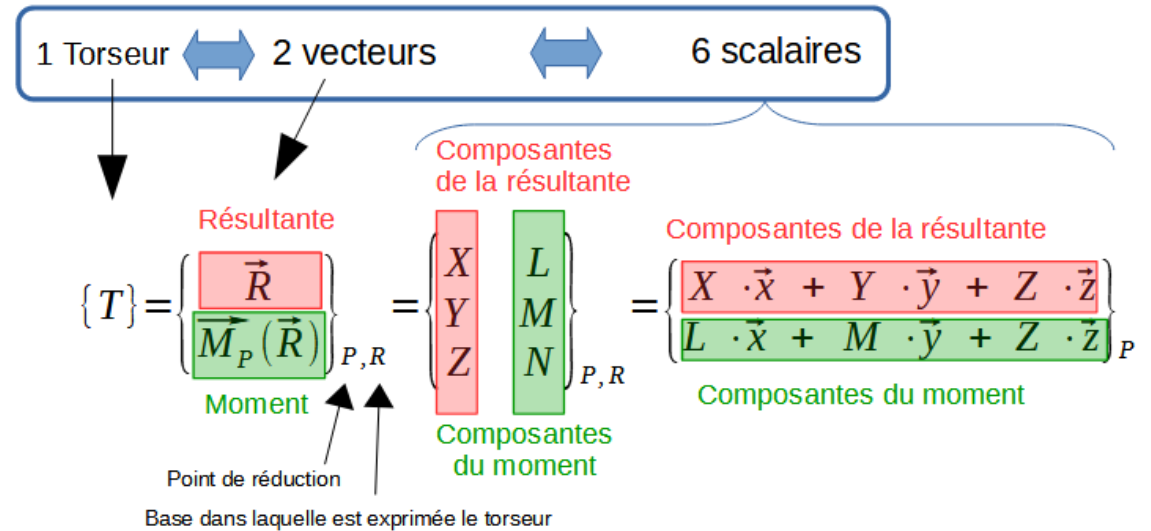 1 Torseur 2 vecteurs 6 scalaires
Composantes
de la résultante
Résultante
Composantes de la résultante
{T} = { R⃗ M_P⃗(R⃗) }P,R = { X L Y M Z N }P,R = { X · x⃗ + Y · y⃗ + Z · z⃗
L · x⃗ + M · y⃗ + Z · z⃗ }P
Moment
Composantes du moment
Composantes
du moment
Point de réduction
Base dans laquelle est exprimée le torseur